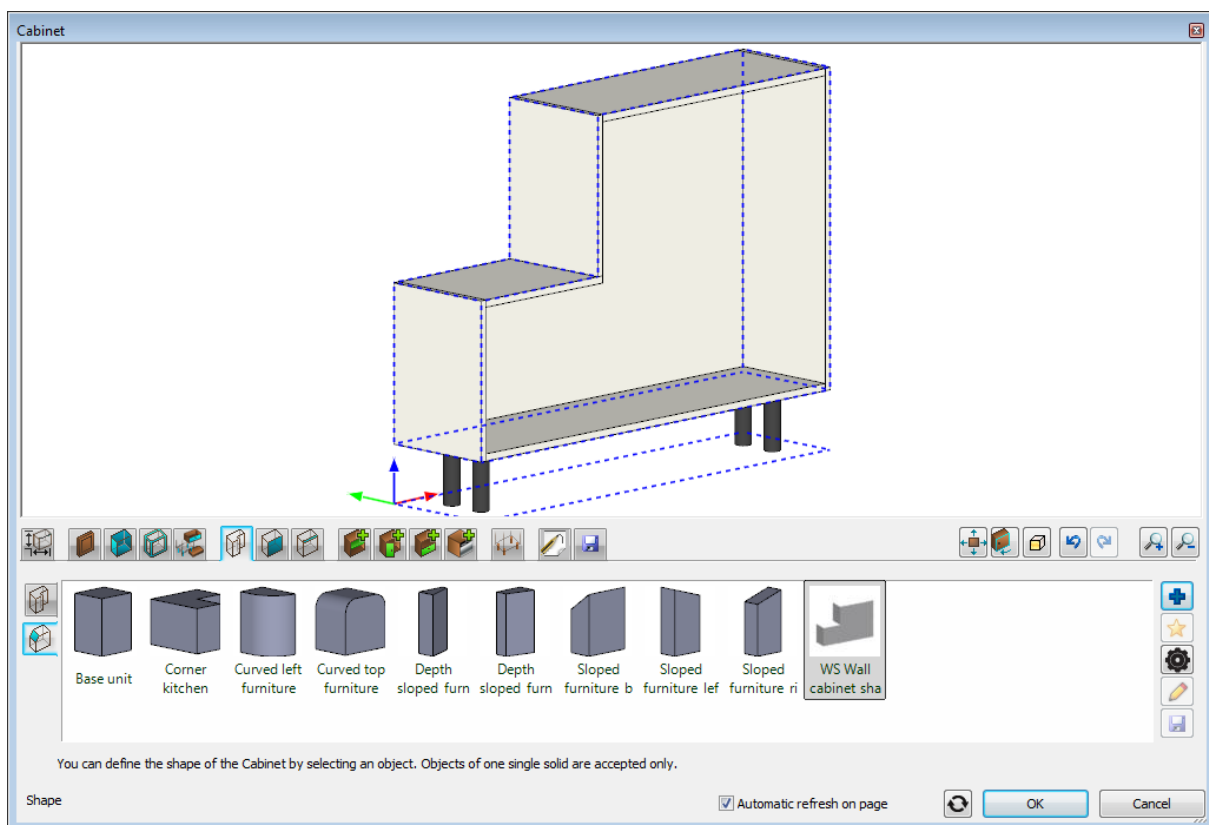 Cabinet
Base unit
Corner
kitchen
Curved left
furniture
Curved top
furniture
Depth
sloped furn
Depth
sloped furn
Sloped
furniture b
Sloped
furniture lef
Sloped
furniture ri
WS Wall
cabinet sha
You can define the shape of the Cabinet by selecting an object. Objects of one single solid are accepted only.
Shape
Automatic refresh on page
OK
Cancel